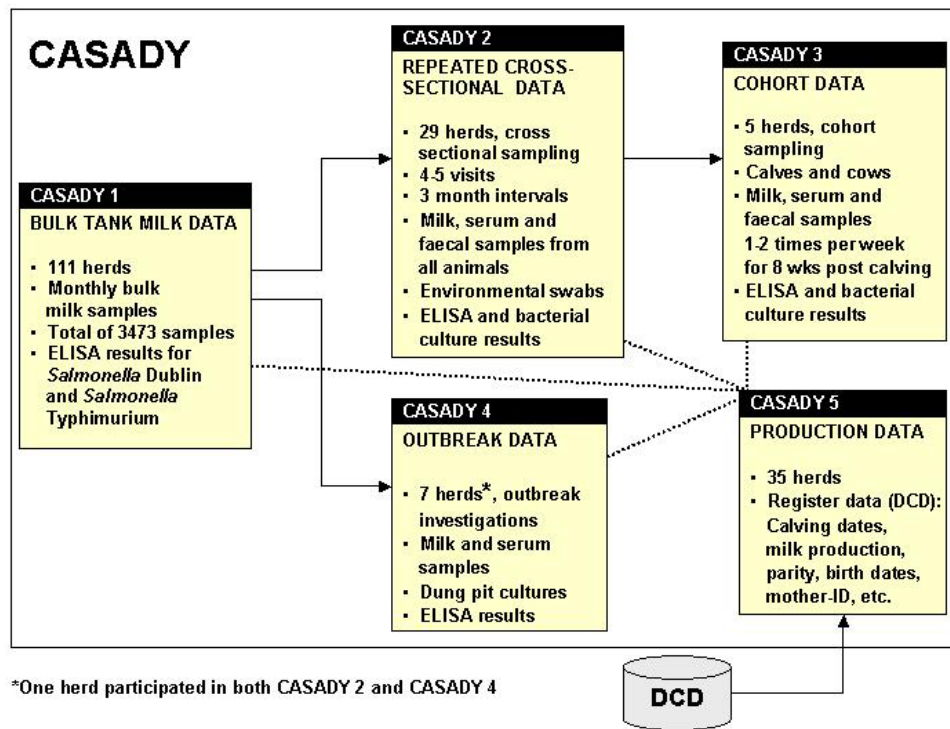 CASADY
CASADY 1
BULK TANK MILK DATA
• 111 herds
• Monthly bulk
milk samples
• Total of 3473 samples
• ELISA results for
Salmonella Dublin
and Salmonella
Typhimurium
CASADY 2
REPEATED CROSS-
SECTIONAL DATA
• 29 herds, cross
sectional sampling
• 4-5 visits
• 3 month intervals
• Milk, serum and
faecal samples from
all animals
• Environmental swabs
• ELISA and bacterial
culture results
CASADY 3
COHORT DATA
• 5 herds, cohort
sampling
• Calves and cows
• Milk, serum and
faecal samples
1-2 times per week
for 8 wks post calving
• ELISA and bacterial
culture results
CASADY 4
OUTBREAK DATA
• 7 herds*, outbreak
investigations
• Milk and serum
samples
• Dung pit cultures
• ELISA results
CASADY 5
PRODUCTION DATA
• 35 herds
• Register data (DCD):
Calving dates,
milk production,
parity, birth dates,
mother-ID, etc.
*One herd participated in both CASADY 2 and CASADY 4
DCD